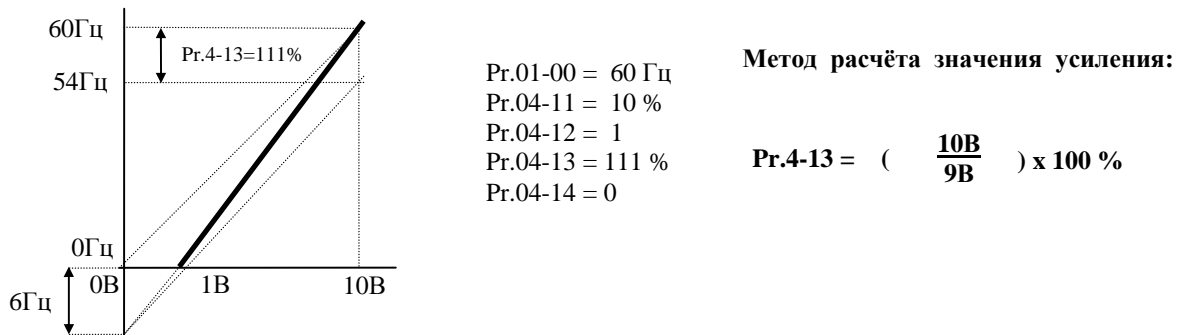 60Гц
Pr.4-13=111%
54Гц
0Гц
0В
1В
10В
6Гц
Pr.01-00 = 60 Гц
Pr.04-11 = 10 %
Pr.04-12 = 1
Pr.04-13 = 111 %
Pr.04-14 = 0
Метод расчёта значения усиления:
Pr.4-13 = ( 10В / 9В ) x 100 %